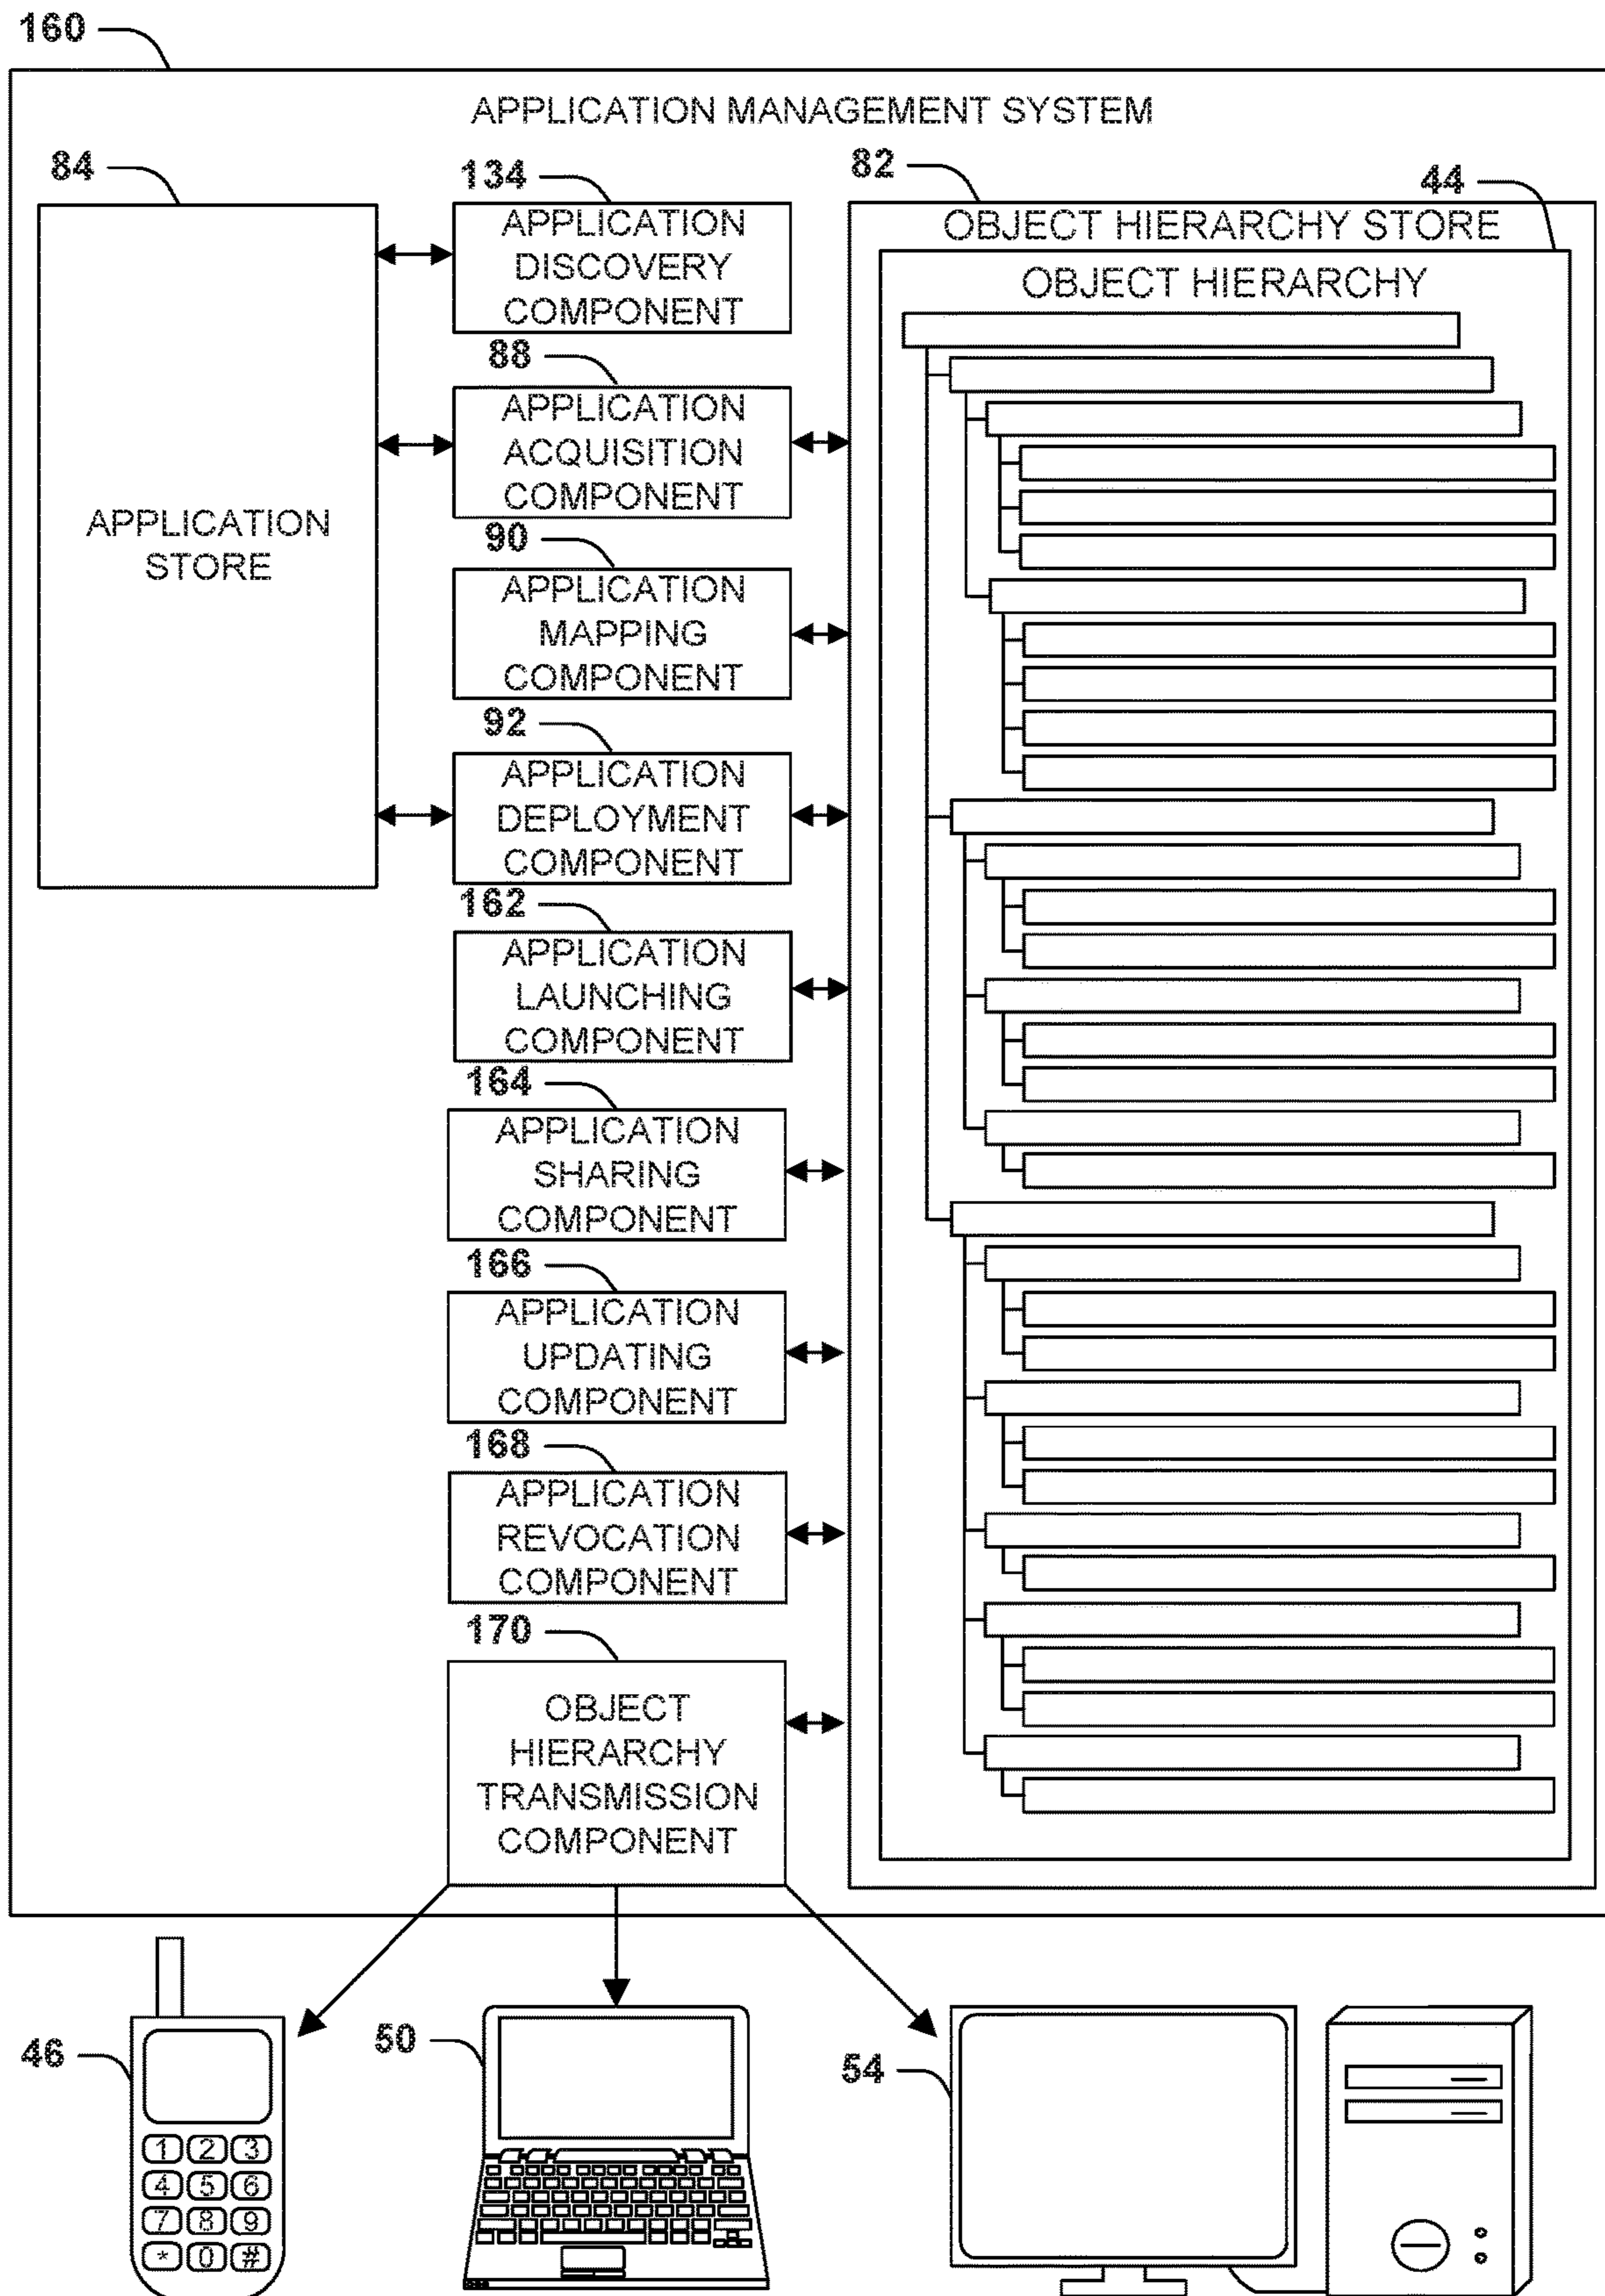 160
APPLICATION MANAGEMENT SYSTEM
84
134
82
44
APPLICATION
DISCOVERY
COMPONENT
OBJECT HIERARCHY STORE
OBJECT HIERARCHY
88
APPLICATION
ACQUISITION
COMPONENT
APPLICATION
STORE
90
APPLICATION
MAPPING
COMPONENT
92
APPLICATION
DEPLOYMENT
COMPONENT
162
APPLICATION
LAUNCHING
COMPONENT
164
APPLICATION
SHARING
COMPONENT
166
APPLICATION
UPDATING
COMPONENT
168
APPLICATION
REVOCATION
COMPONENT
170
OBJECT
HIERARCHY
TRANSMISSION
COMPONENT
46
50
54
1 2 3
4 5 6
7 8 9
* 0 #